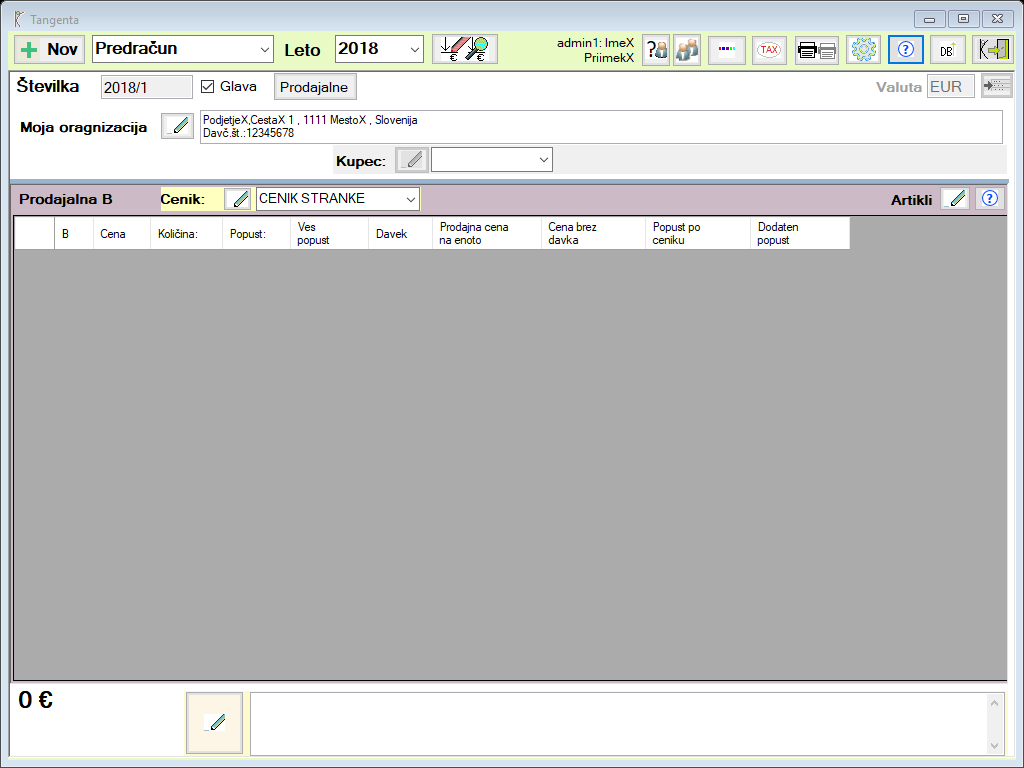 Tangenta
Nov
Predračun
Leto
2018
admin1: ImeX
PriimekX
TAX
DB
Številka
2018/1
Glava
Prodajalne
Valuta
EUR
Moja oragnizacija
PodjetjeX,CestaX 1 , 1111 MestoX , Slovenija
Davč.št.:12345678
Kupec:
Prodajalna B
Cenik:
CENIK STRANKE
Artikli
B
Cena
Količina:
Popust:
Ves
popust
Davek
Prodajna cena
na enoto
Cena brez
davka
Popust po
ceniku
Dodaten
popust
0 €